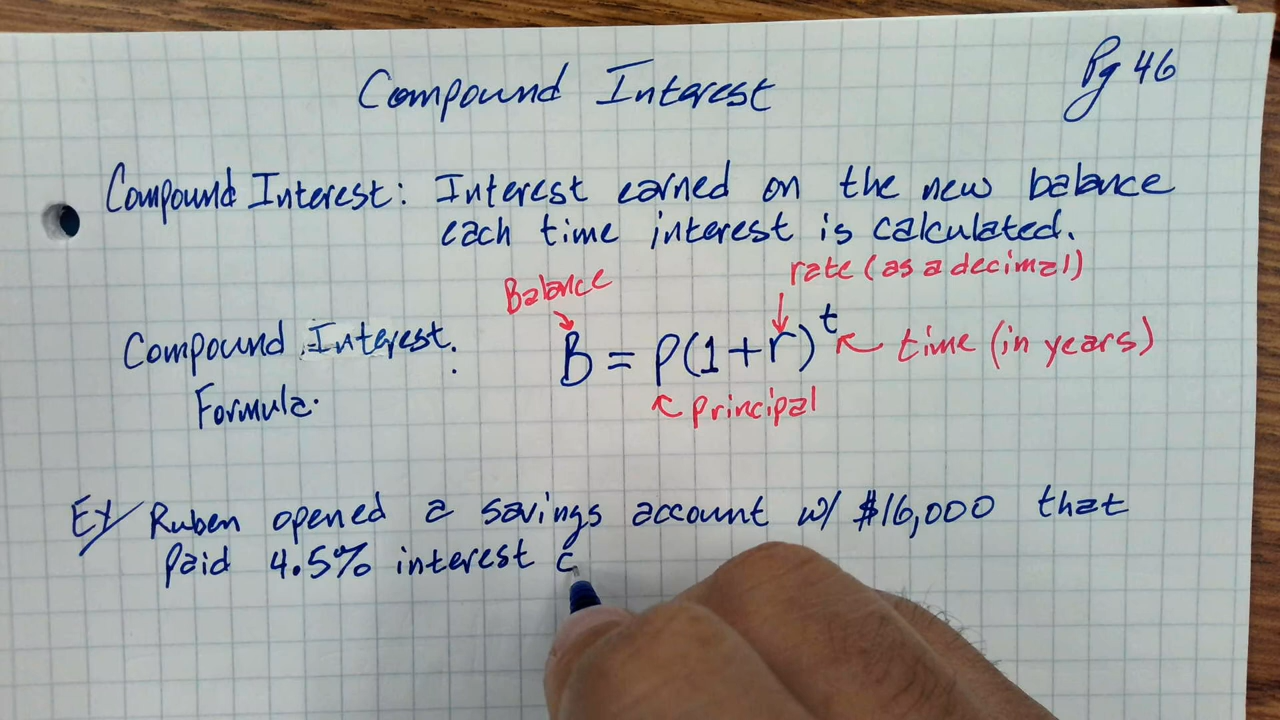 Compound Interest
Pg 46
Compound Interest: Interest earned on the new balance
each time interest is calculated.
rate (as a decimal)
Balance
Compound Interest.
Formula.
B = P(1+r)^t
time (in years)
principal
Ex/ Ruben opened a savings account w/ $16,000 that
paid 4.5% interest c